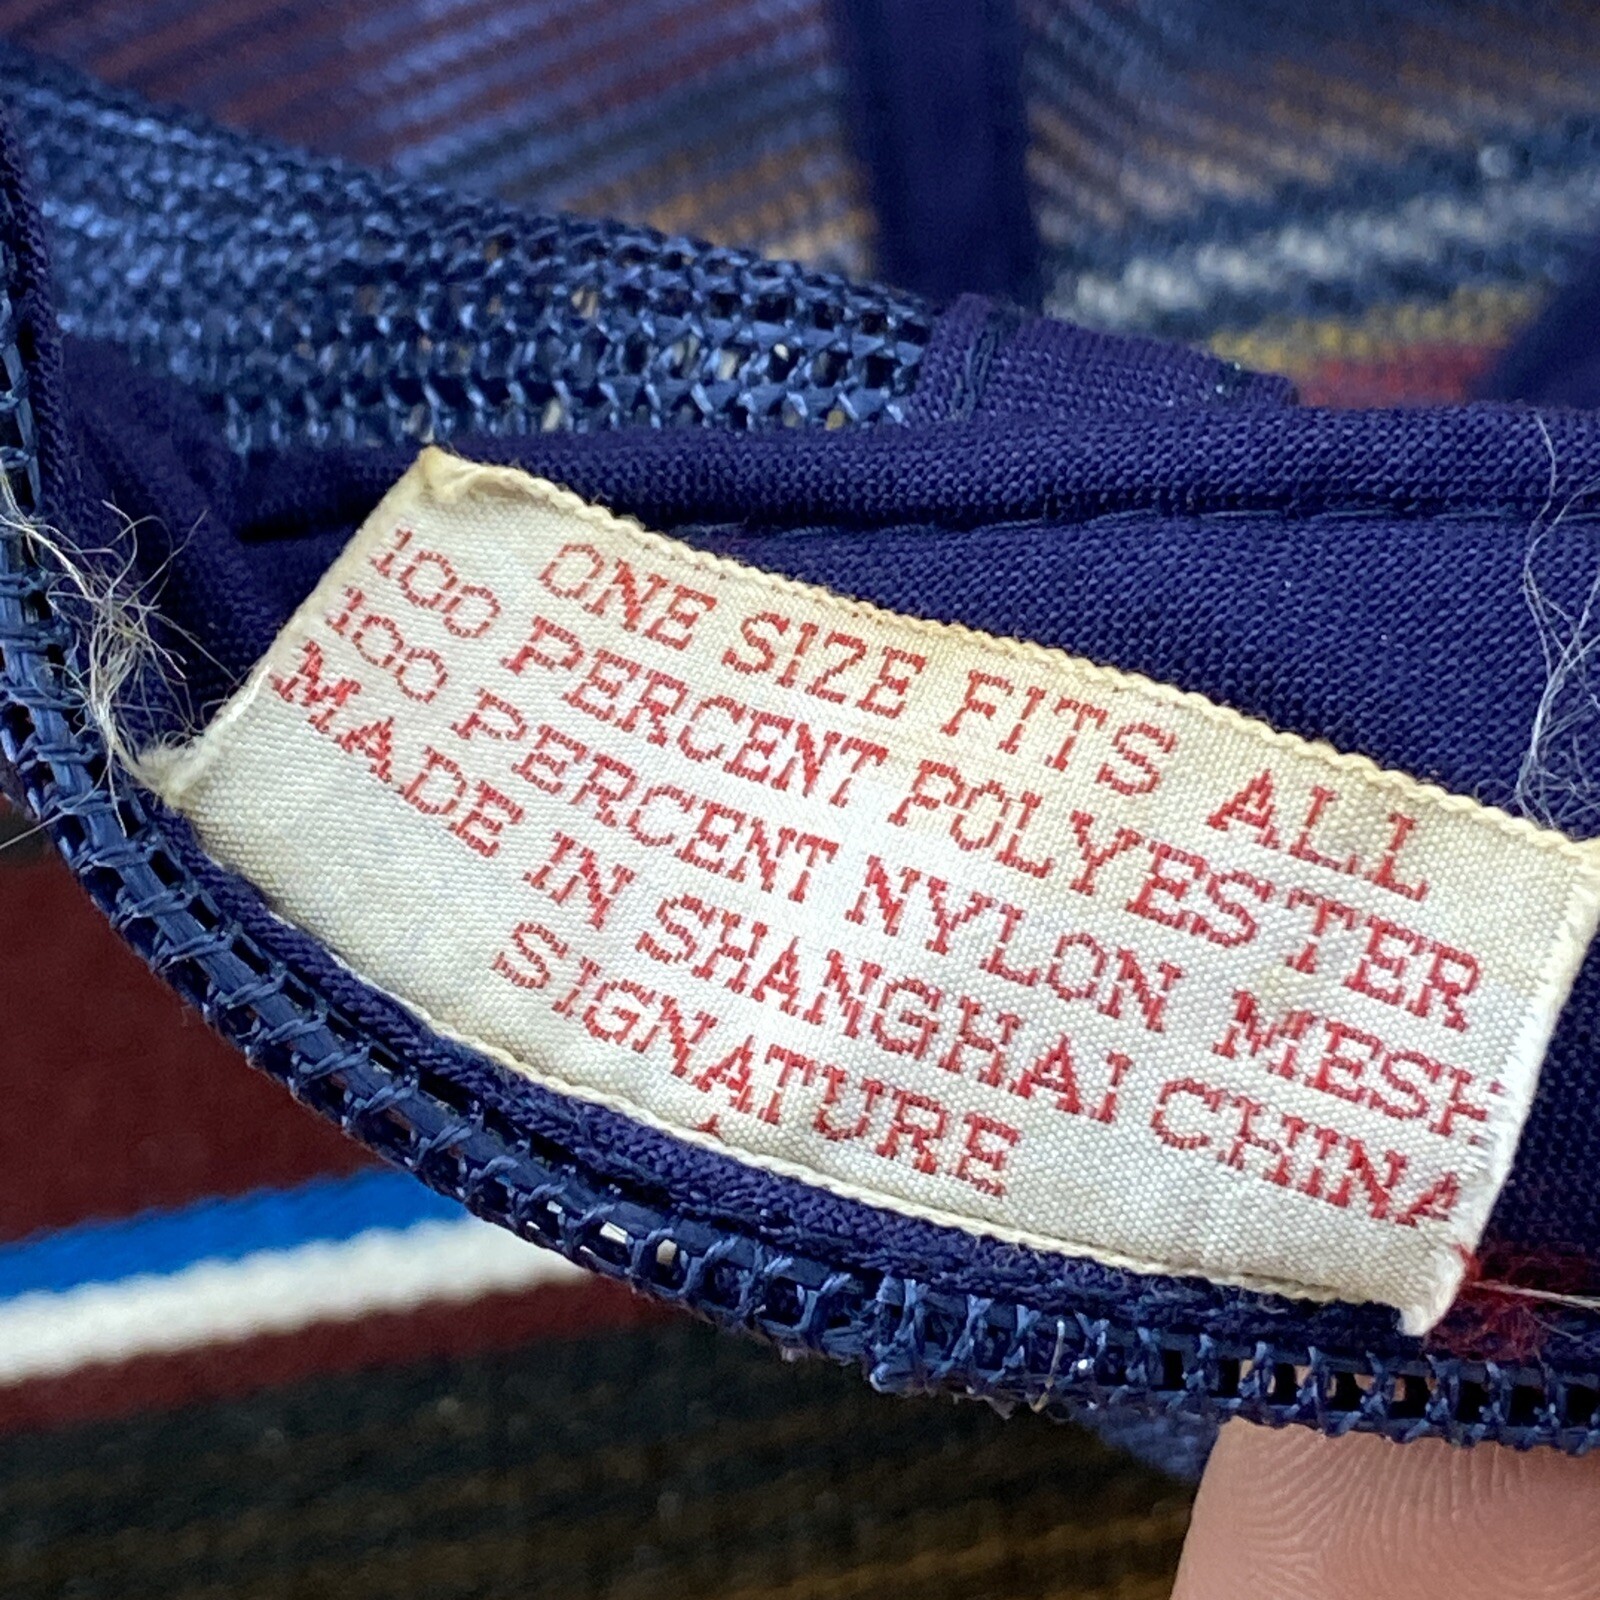 ONE SIZE FITS ALL
100 PERCENT POLYESTER
100 PERCENT NYLON MESH
MADE IN SHANGHAI CHINA
SIGNATURE